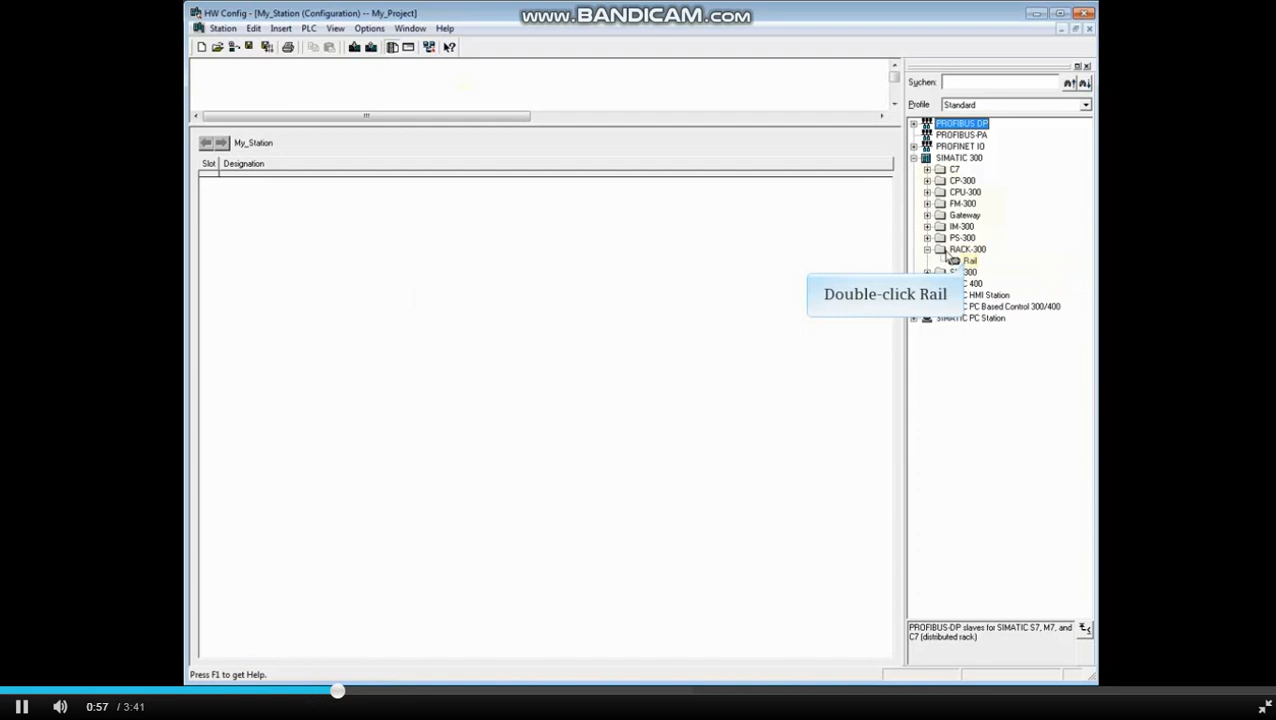 HW Config - [My_Station (Configuration) -- My_Project]
www.BANDICAM.com
Station Edit Insert PLC View Options Window Help
Suchen:
Profile Standard
My_Station
Slot Designation
PROFIBUS DP
PROFIBUS-PA
PROFINET IO
SIMATIC 300
C7
CP-300
CPU-300
FM-300
Gateway
IM-300
PS-300
RACK-300
Rail
300
400
Double-click Rail
HMI Station
PC Based Control 300/400
SIMATIC PC Station
PROFIBUS-DP slaves for SIMATIC S7, M7, and
C7 (distributed rack)
Press F1 to get Help.
0:57 / 3:41